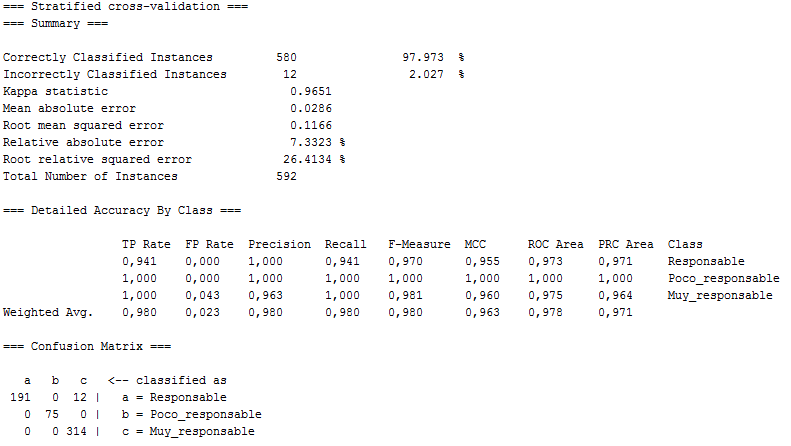 === Stratified cross-validation ===
=== Summary ===
Correctly Classified Instances 580 97.973 %
Incorrectly Classified Instances 12 2.027 %
Kappa statistic 0.9651
Mean absolute error 0.0286
Root mean squared error 0.1166
Relative absolute error 7.3323 %
Root relative squared error 26.4134 %
Total Number of Instances 592
=== Detailed Accuracy By Class ===
TP Rate FP Rate Precision Recall F-Measure MCC ROC Area PRC Area Class
0,941 0,000 1,000 0,941 0,970 0,955 0,973 0,971 Responsable
1,000 0,000 1,000 1,000 1,000 1,000 1,000 1,000 Poco_responsable
1,000 0,043 0,963 1,000 0,981 0,960 0,975 0,964 Muy_responsable
Weighted Avg. 0,980 0,023 0,980 0,980 0,980 0,963 0,978 0,971
=== Confusion Matrix ===
a b c <-- classified as
191 0 12 | a = Responsable
0 75 0 | b = Poco_responsable
0 0 314 | c = Muy_responsable